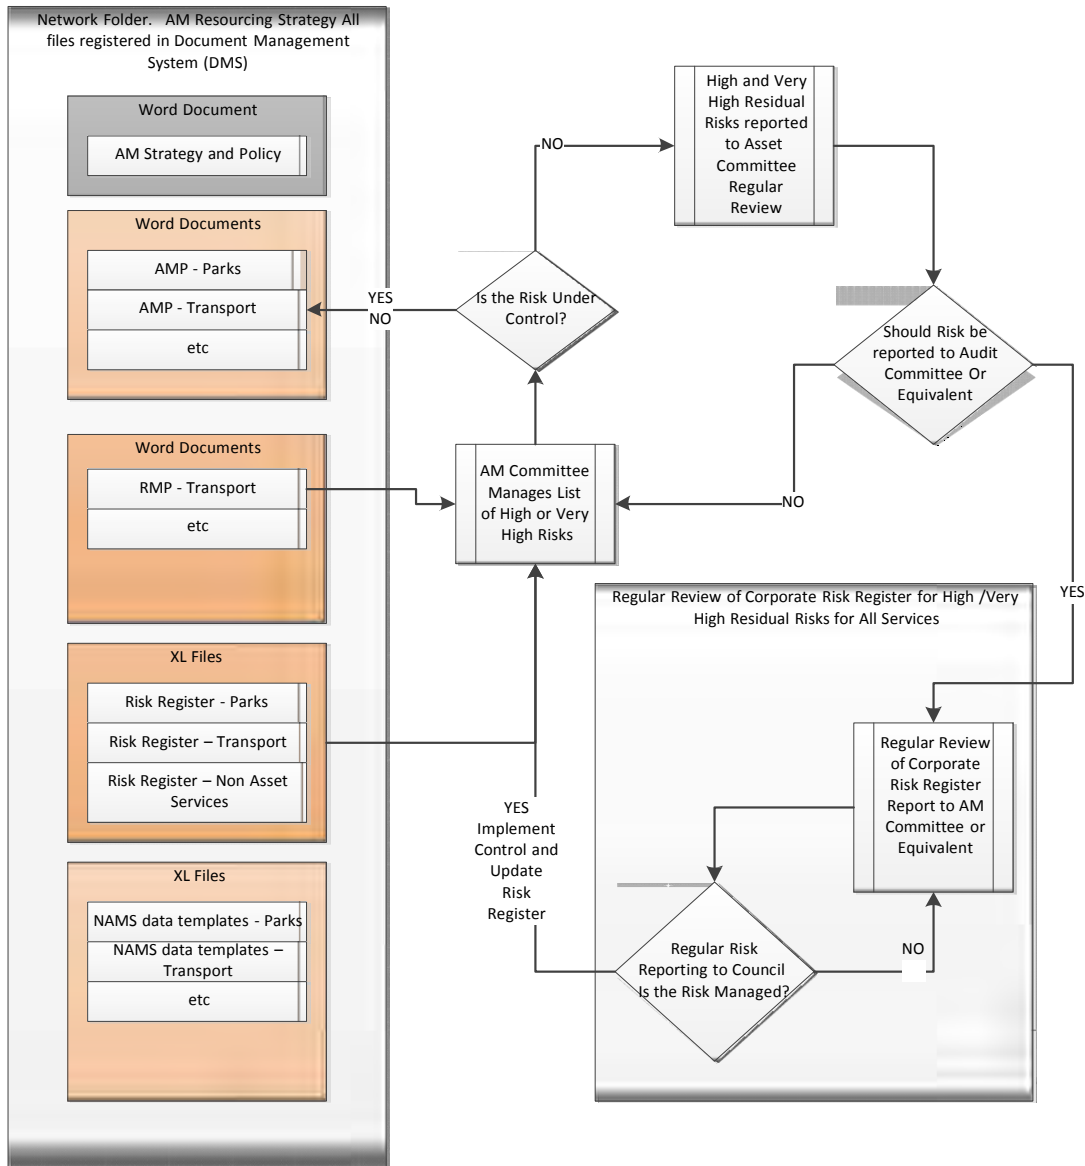 Network Folder.   AM Resourcing Strategy All
files registered in Document Management
System (DMS)
Word Document
AM Strategy and Policy
Word Documents
AMP - Parks
AMP - Transport
etc
Word Documents
RMP - Transport
etc
XL Files
Risk Register - Parks
Risk Register – Transport
Risk Register – Non Asset
Services
XL Files
NAMS data templates - Parks
NAMS data templates –
Transport
etc
YES
NO
Is the Risk Under
Control?
NO
High and Very
High Residual
Risks reported
to Asset
Committee
Regular
Review
Should Risk be
reported to Audit
Committee Or
Equivalent
NO
YES
AM Committee
Manages List
of High or Very
High Risks
Regular Review of Corporate Risk Register for High /Very
High Residual Risks for All Services
Regular Review
of Corporate
Risk Register
Report to AM
Committee or
Equivalent
YES
Implement
Control and
Update
Risk
Register
Regular Risk
Reporting to Council
Is the Risk Managed?
NO